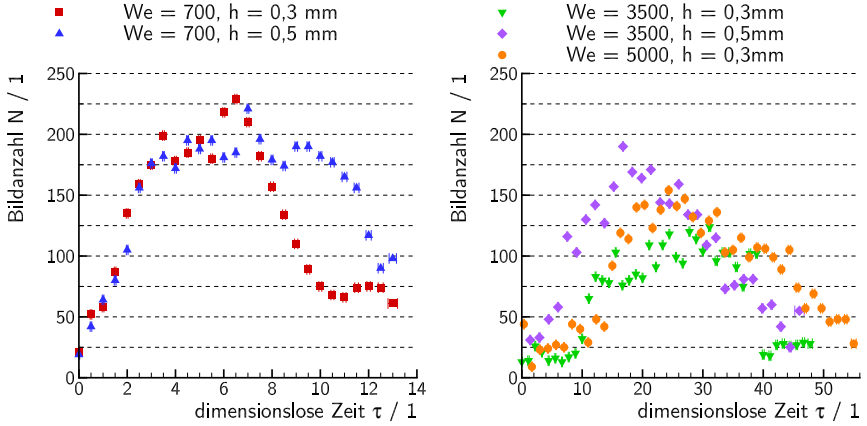 We = 700, h = 0,3 mm
We = 700, h = 0,5 mm
Bildanzahl N / 1
250
200
150
100
50
0
0 2 4 6 8 10 12 14
dimensionslose Zeit τ / 1
We = 3500, h = 0,3mm
We = 3500, h = 0,5mm
We = 5000, h = 0,3mm
Bildanzahl N / 1
250
200
150
100
50
0
0 10 20 30 40 50
dimensionslose Zeit τ / 1